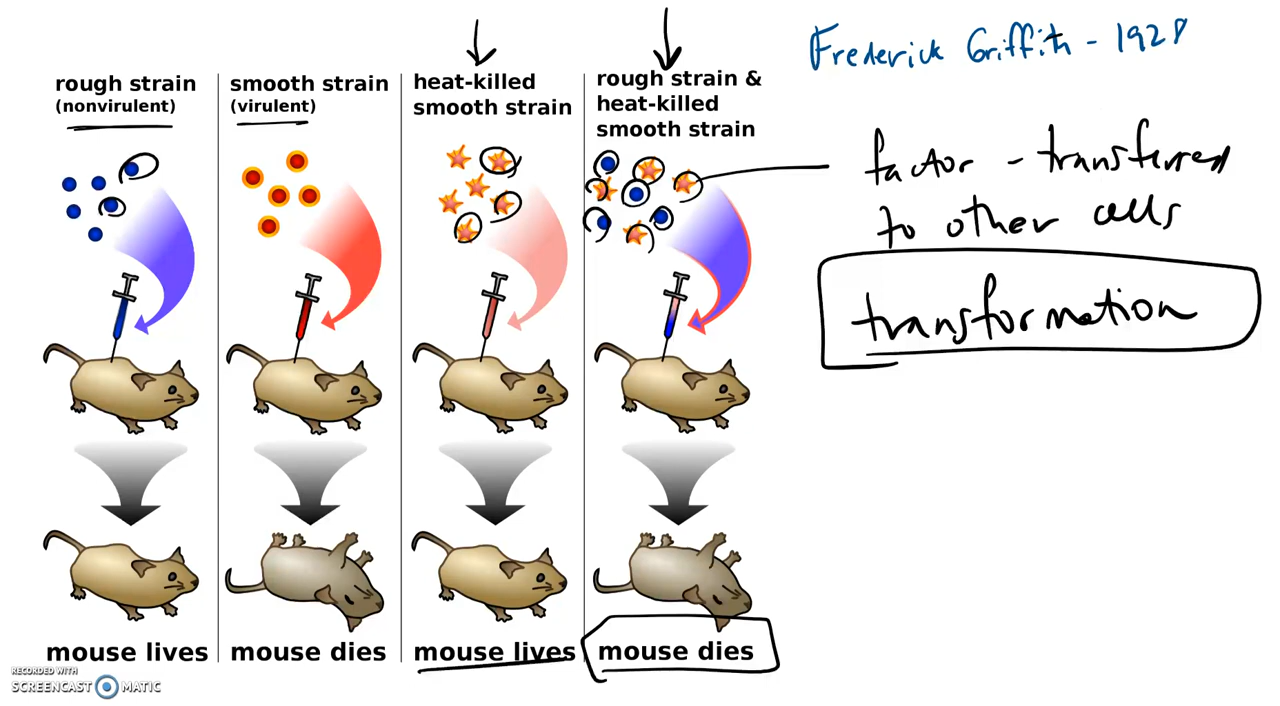 Frederick Griffith - 1928
rough strain
(nonvirulent)
smooth strain
(virulent)
heat-killed
smooth strain
rough strain &
heat-killed
smooth strain
factor - transferred
to other cells
transformation
mouse lives
mouse dies
mouse lives
mouse dies
RECORDED WITH
SCREENCAST MATIC